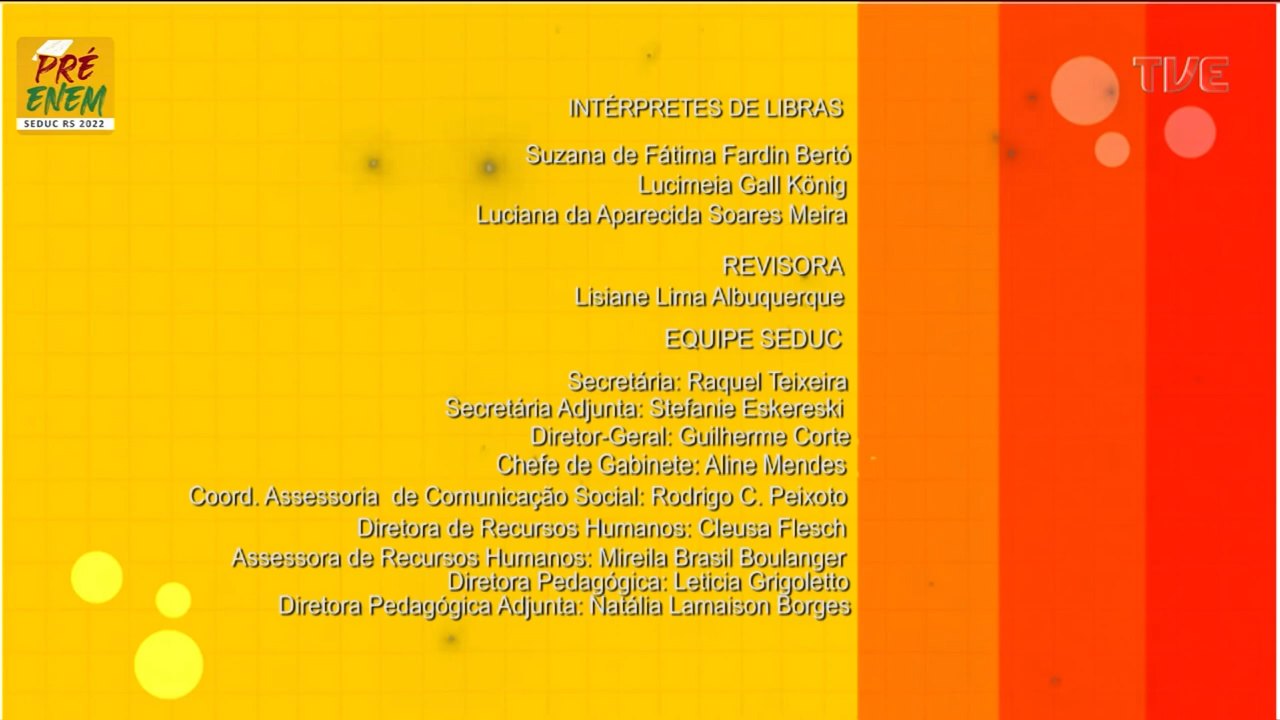 PRÉ
ENEM
SEDUC RS 2022
TVE
INTÉRPRETES DE LIBRAS
Suzana de Fátima Fardin Bertó
Lucimeia Gall König
Luciana da Aparecida Soares Meira
REVISORA
Lisiane Lima Albuquerque
EQUIPE SEDUC
Secretária: Raquel Teixeira
Secretária Adjunta: Stefanie Eskereski
Diretor-Geral: Guilherme Corte
Chefe de Gabinete: Aline Mendes
Coord. Assessoria de Comunicação Social: Rodrigo C. Peixoto
Diretora de Recursos Humanos: Cleusa Flesch
Assessora de Recursos Humanos: Mireila Brasil Boulanger
Diretora Pedagógica: Leticia Grigoletto
Diretora Pedagógica Adjunta: Natália Lamaison Borges